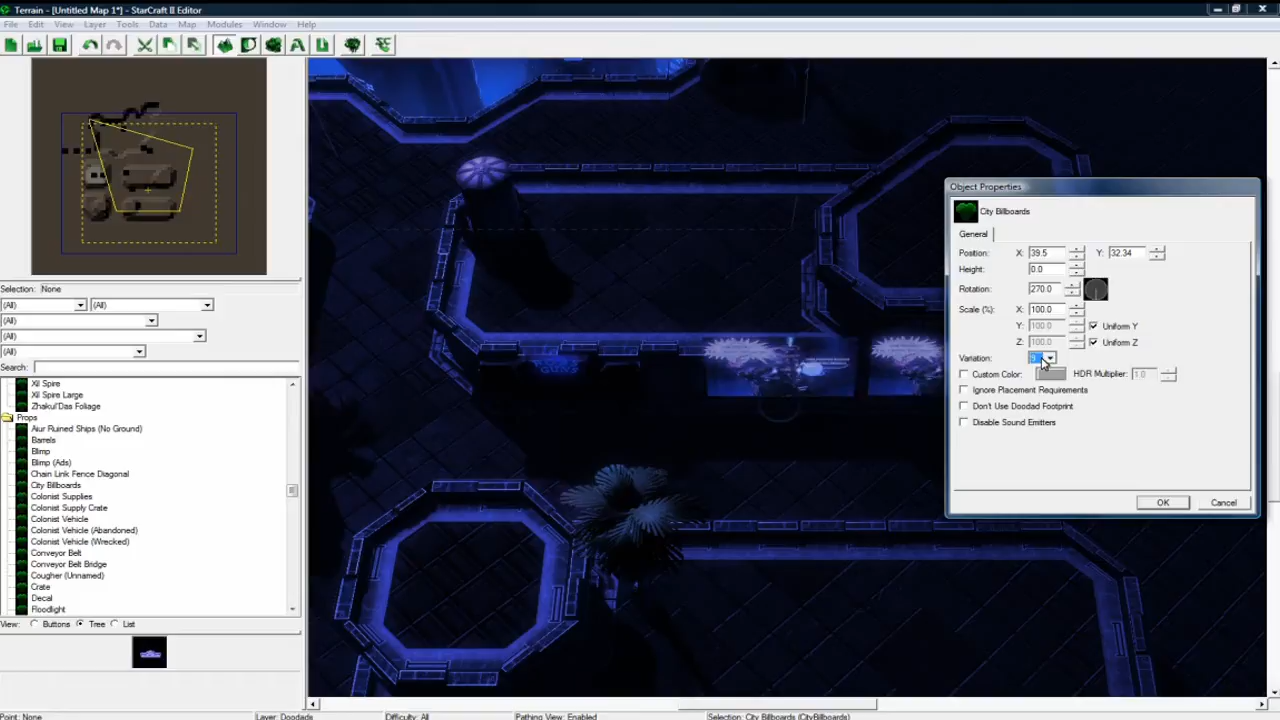 Terrain - [Untitled Map 1*] - StarCraft II Editor
File Edit View Layer Tools Data Map Modules Window Help
Selection: None
(All) (All)
(All)
(All)
(All)
Search:
Xil Spire
Xil Spire Large
Zhakul'Das Foliage
Props
Aiur Ruined Ships (No Ground)
Barrels
Blimp
Blimp (Ads)
Chain Link Fence Diagonal
City Billboards
Colonist Supplies
Colonist Supply Crate
Colonist Vehicle
Colonist Vehicle (Abandoned)
Colonist Vehicle (Wrecked)
Conveyor Belt
Conveyor Belt Bridge
Cougher (Unnamed)
Crate
Decal
Floodlight
View: Buttons Tree List
Object Properties
City Billboards
General
Position: X: 39.5 Y: 32.34
Height: 0.0
Rotation: 270.0
Scale (%): X: 100.0
Y: 100.0 Uniform Y
Z: 100.0 Uniform Z
Variation:
Custom Color: HDR Multiplier: 1.0
Ignore Placement Requirements
Don't Use Doodad Footprint
Disable Sound Emitters
OK Cancel
Point: None Layer: Doodads Difficulty: All Pathing View: Enabled Selection: City Billboards (CityBillboards)